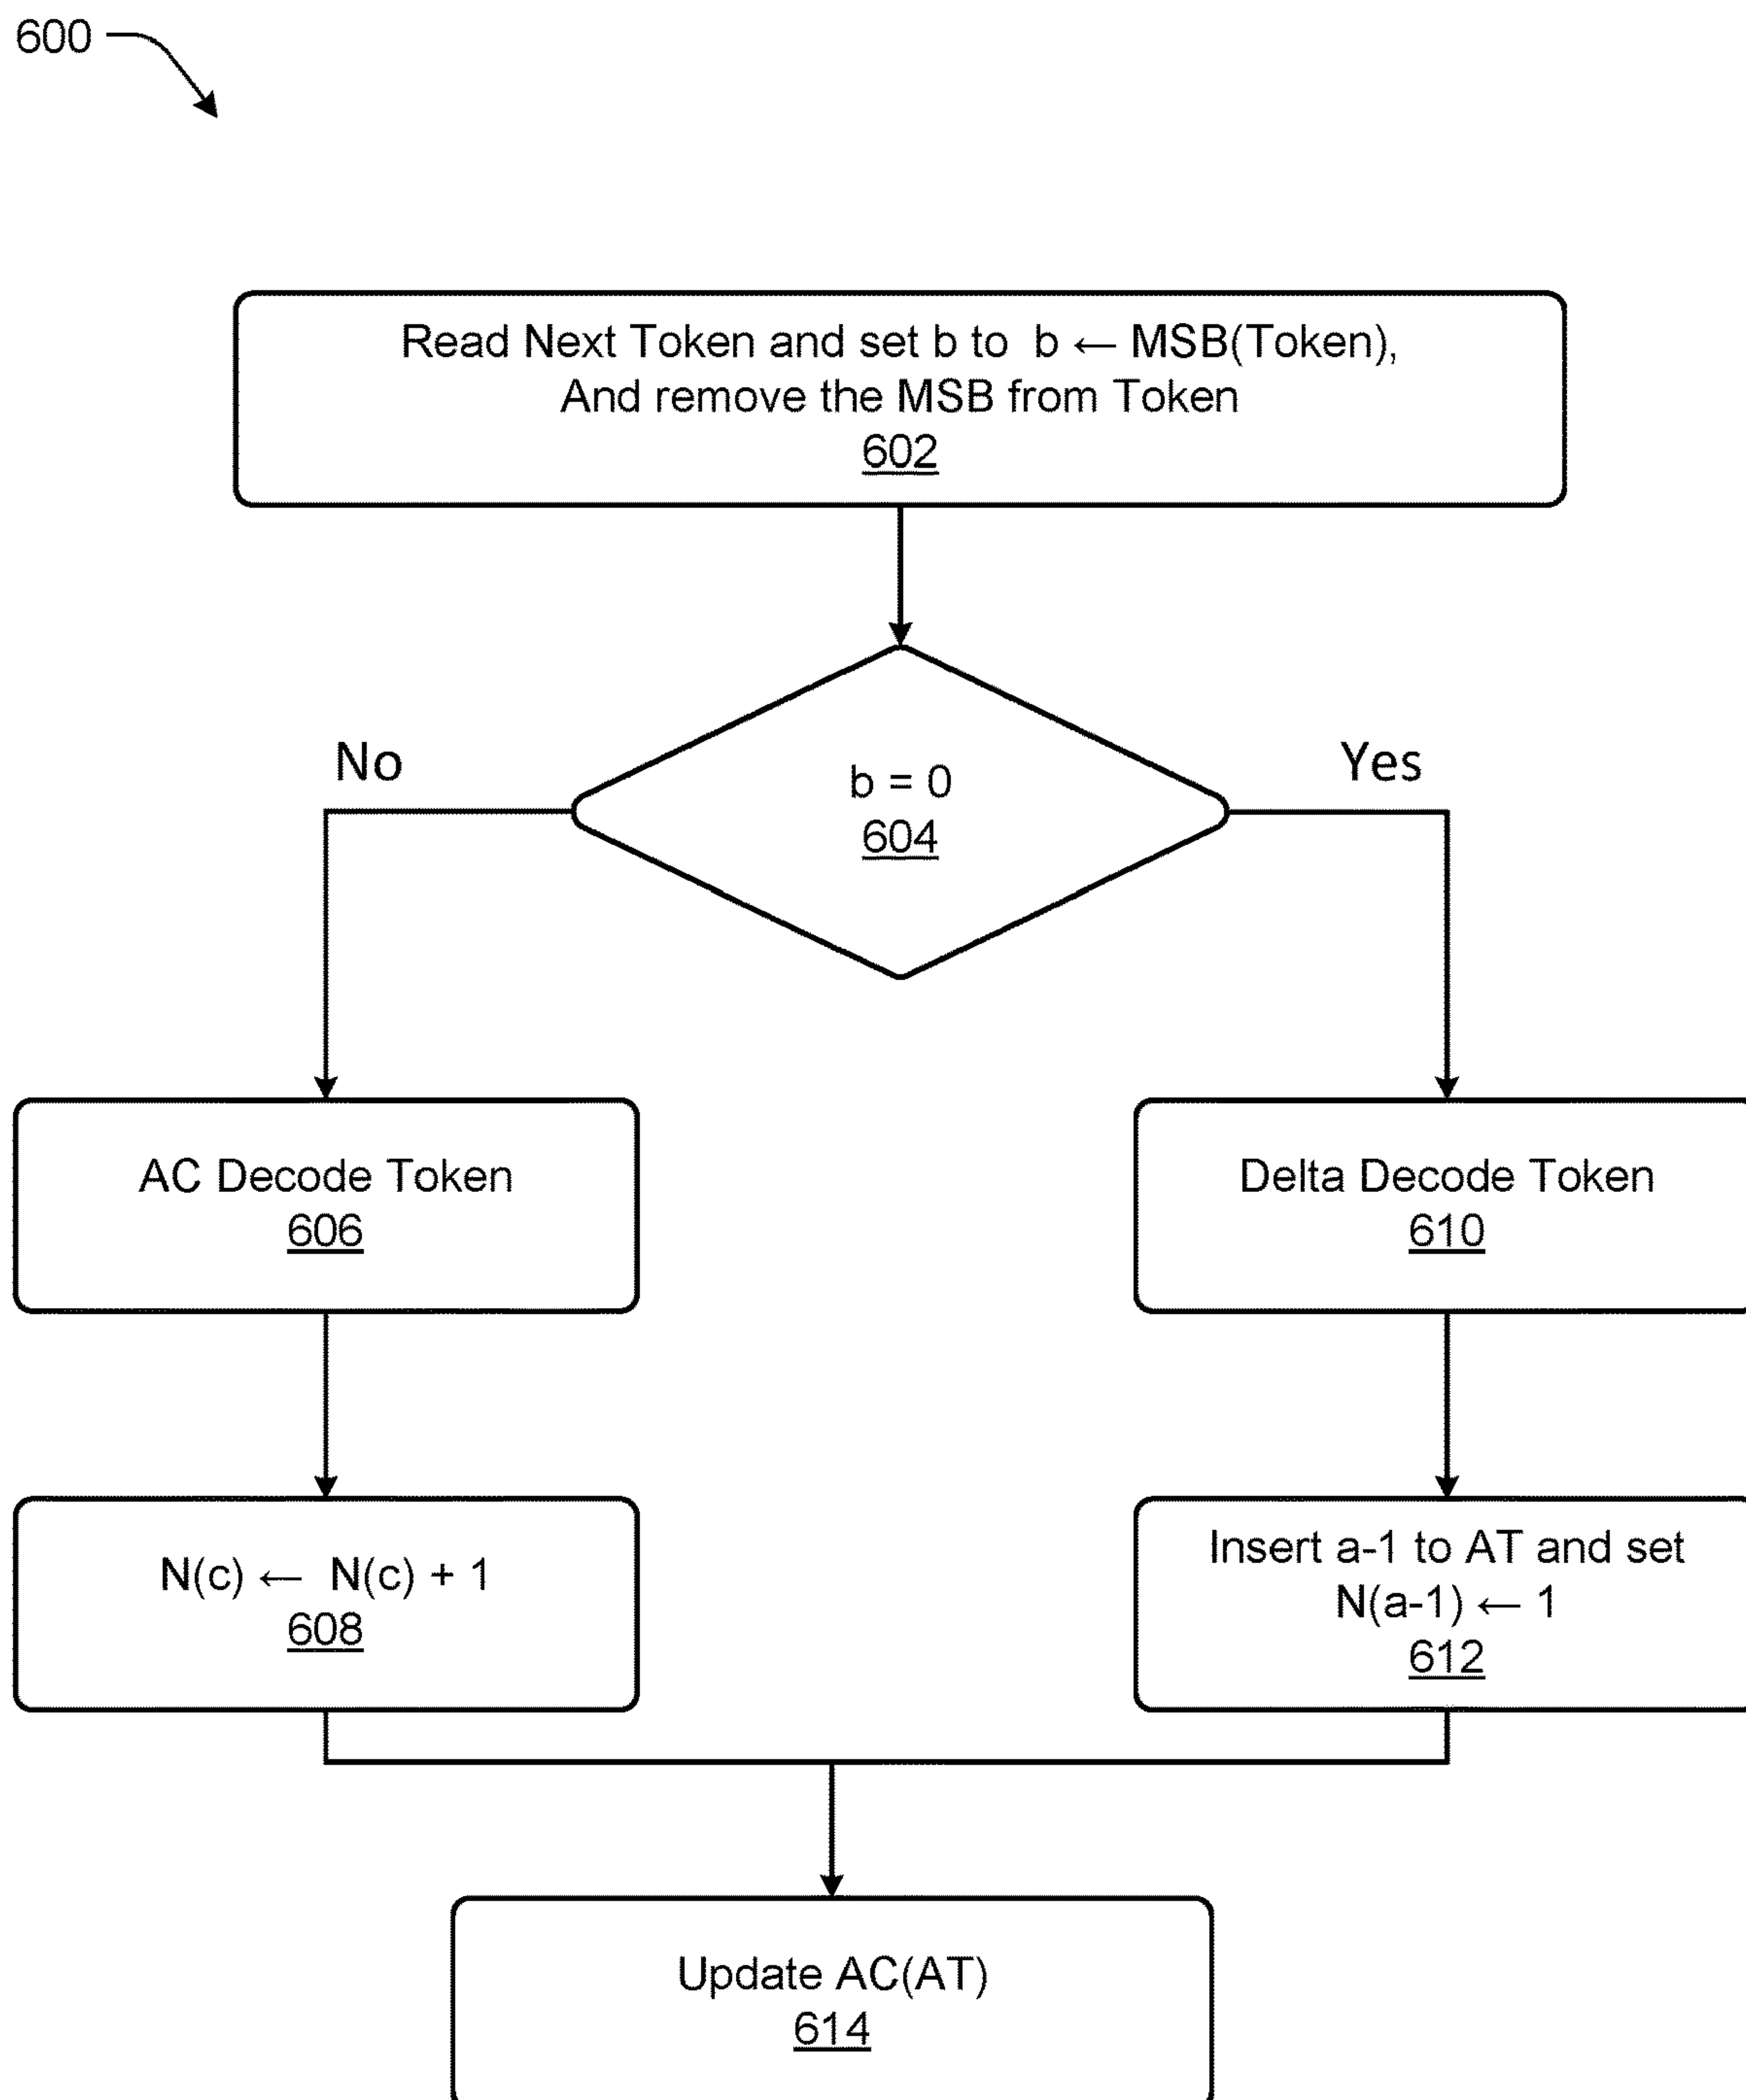 600
Read Next Token and set b to b ← MSB(Token),
And remove the MSB from Token
602
No
Yes
b = 0
604
AC Decode Token
606
Delta Decode Token
610
N(c) ← N(c) + 1
608
Insert a-1 to AT and set
N(a-1) ← 1
612
Update AC(AT)
614